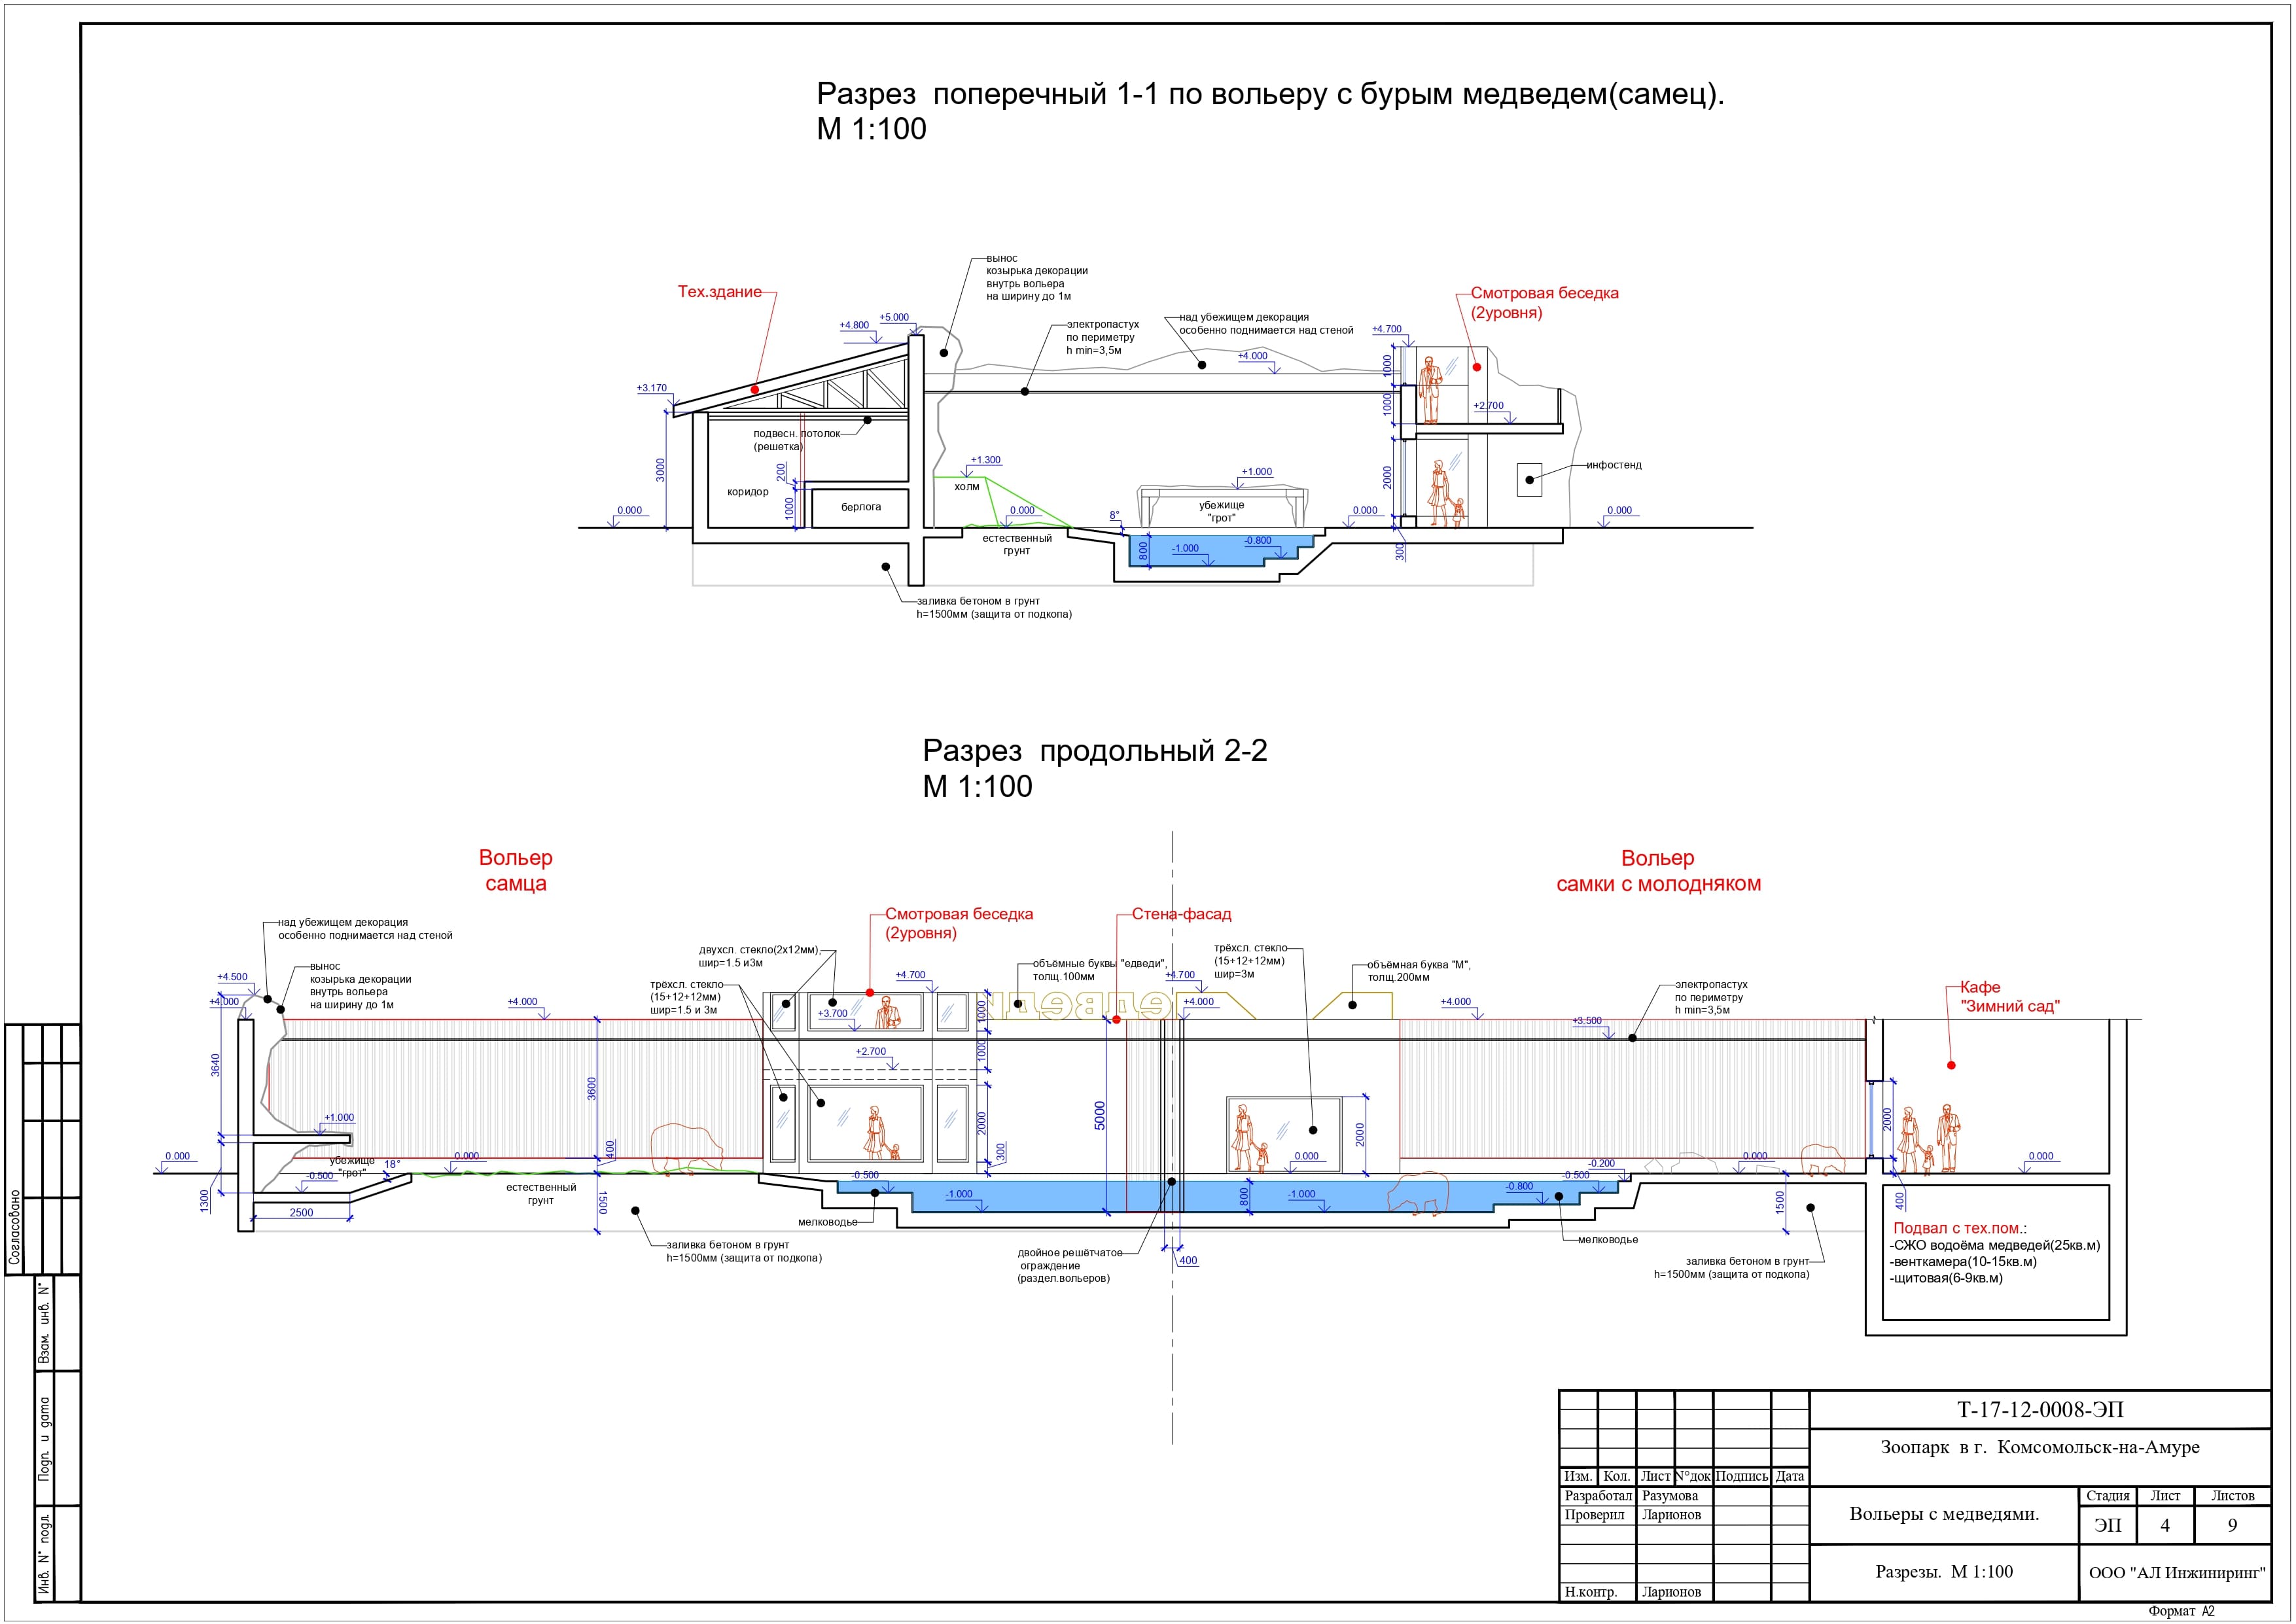 Разрез поперечный 1-1 по вольеру с бурым медведем(самец).
М 1:100
вынос
козырька декорации
внутрь вольера
на ширину до 1м
Тех.здание
Смотровая беседка
(2уровня)
+5.000
+4.800
электропастух
по периметру
h min=3,5м
над убежищем декорация
особенно поднимается над стеной
+4.700
+4.000
1000
+3.170
1000
+2.700
подвесн. потолок
(решетка)
3000
200
+1.300
холм
+1.000
2000
инфостенд
коридор
1000
берлога
убежище
"грот"
0.000
0.000
8°
0.000
0.000
естественный
грунт
800
-1.000
-0.800
300
заливка бетоном в грунт
h=1500мм (защита от подкопа)
Разрез продольный 2-2
М 1:100
Вольер
самца
Вольер
самки с молодняком
над убежищем декорация
особенно поднимается над стеной
Смотровая беседка
(2уровня)
Стена-фасад
двухсл. стекло(2х12мм),
шир=1.5 и3м
трёхсл. стекло
(15+12+12мм)
шир=3м
вынос
козырька декорации
внутрь вольера
на ширину до 1м
объёмные буквы "едведи",
толщ.100мм
объёмная буква "М",
толщ.200мм
+4.500
+4.700
+4.700
трёхсл. стекло
(15+12+12мм)
шир=1.5 и 3м
электропастух
по периметру
h min=3,5м
Кафе
"Зимний сад"
+4.000
+4.000
едведи
+4.000
+4.000
+3.700
1000
+3.500
+2.700
1000
3640
3600
5000
2000
2000
2000
+1.000
убежище
"грот"
18°
400
300
0.000
0.000
0.000
0.000
0.000
-0.500
-0.500
-0.200
-0.500
1300
2500
естественный
грунт
1500
-1.000
800
-1.000
-0.800
1500
400
мелководье
мелководье
заливка бетоном в грунт
h=1500мм (защита от подкопа)
двойное решётчатое
ограждение
(раздел.вольеров)
400
заливка бетоном в грунт
h=1500мм (защита от подкопа)
Подвал с тех.пом.:
-СЖО водоёма медведей(25кв.м)
-венткамера(10-15кв.м)
-щитовая(6-9кв.м)
Согласовано
Взам. инв. N°
Подп. и дата
Инв. N° подл.
Т-17-12-0008-ЭП
Зоопарк в г. Комсомольск-на-Амуре
Изм. Кол. Лист N°док Подпись Дата
Разработал Разумова
Проверил Ларионов
Н.контр. Ларионов
Вольеры с медведями.
Стадия Лист Листов
ЭП 4 9
Разрезы. М 1:100
ООО "АЛ Инжиниринг"
Формат А2